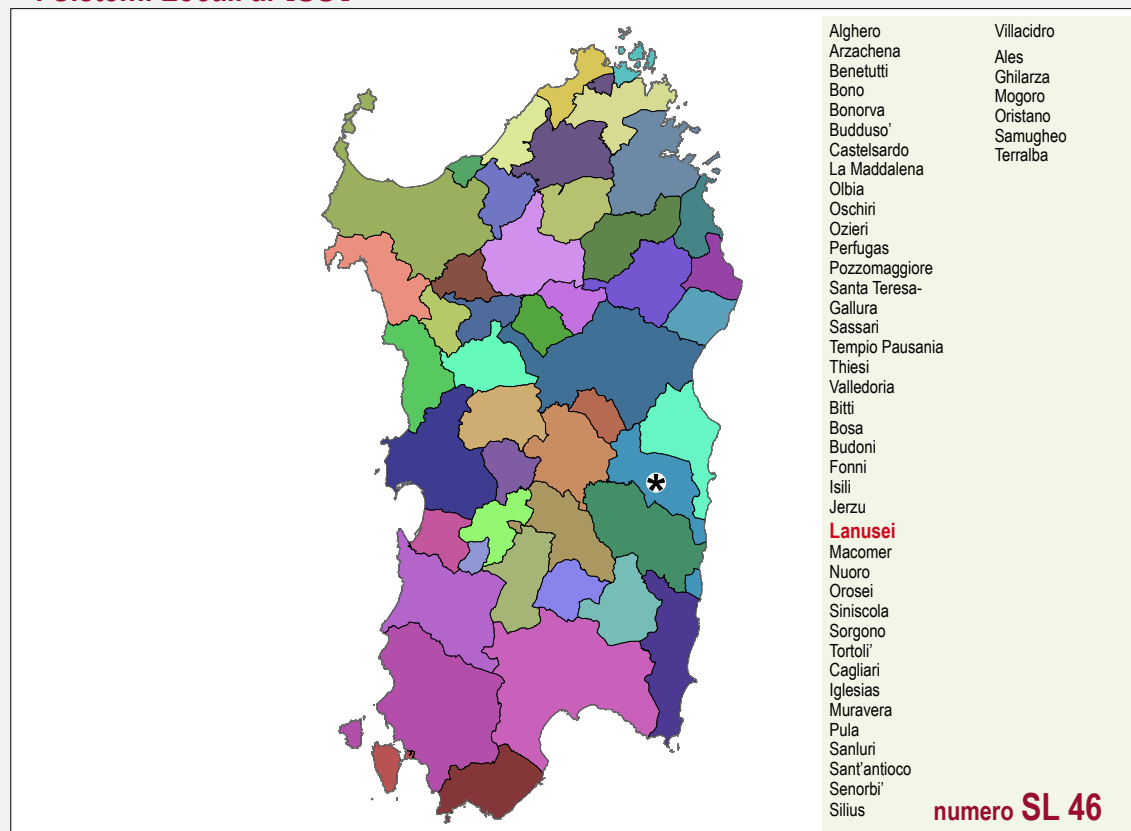 Alghero
Arzachena
Benetutti
Bono
Bonorva
Budduso'
Castelsardo
La Maddalena
Olbia
Oschiri
Ozieri
Perfugas
Pozzomaggiore
Santa Teresa-
Gallura
Sassari
Tempio Pausania
Thiesi
Valledoria
Bitti
Bosa
Budoni
Fonni
Isili
Jerzu
Lanusei
Macomer
Nuoro
Orosei
Siniscola
Sorgono
Tortoli'
Cagliari
Iglesias
Muravera
Pula
Sanluri
Sant'antioco
Senorbi'
Silius
Villacidro
Ales
Ghilarza
Mogoro
Oristano
Samugheo
Terralba
*
numero SL 46